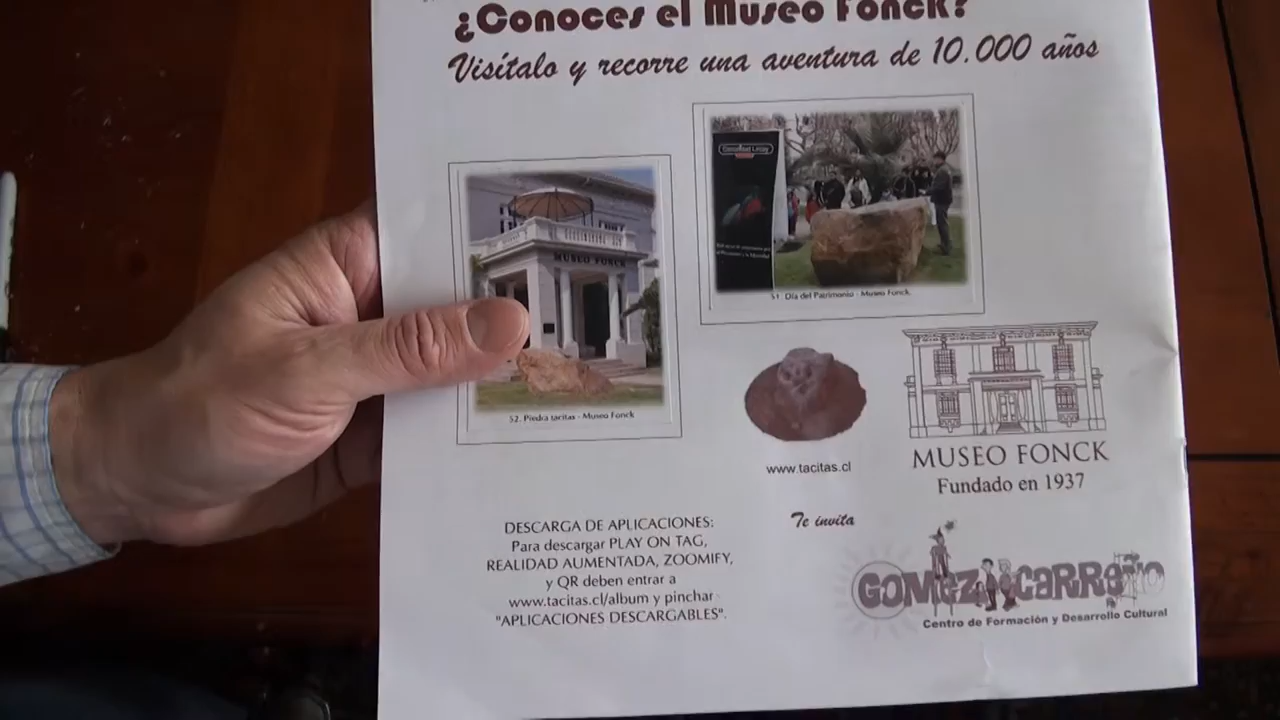 ¿Conoces el Museo Fonck?
Visítalo y recorre una aventura de 10.000 años
MUSEO FONCK
51. Día del Patrimonio - Museo Fonck.
52. Piedra tacitas - Museo Fonck
www.tacitas.cl
MUSEO FONCK
Fundado en 1937
DESCARGA DE APLICACIONES:
Para descargar PLAY ON TAG,
REALIDAD AUMENTADA, ZOOMIFY,
y QR deben entrar a
www.tacitas.cl/album y pinchar
"APLICACIONES DESCARGABLES".
Te invita
GOMEZ CARREÑO
Centro de Formación y Desarrollo Cultural